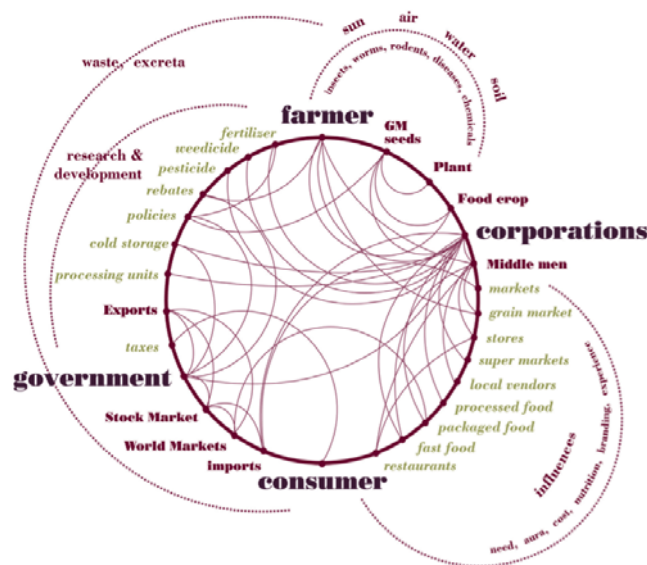 sun
air
water
soil
insects, worms, rodents, diseases, chemicals
waste, excreta
research &
development
farmer
GM
seeds
Plant
Food crop
corporations
Middle men
markets
grain market
stores
super markets
local vendors
processed food
packaged food
fast food
restaurants
consumer
imports
World Markets
Stock Market
government
taxes
Exports
processing units
cold storage
policies
rebates
pesticide
weedicide
fertilizer
influences
need, aura, cost, nutrition, branding, experience